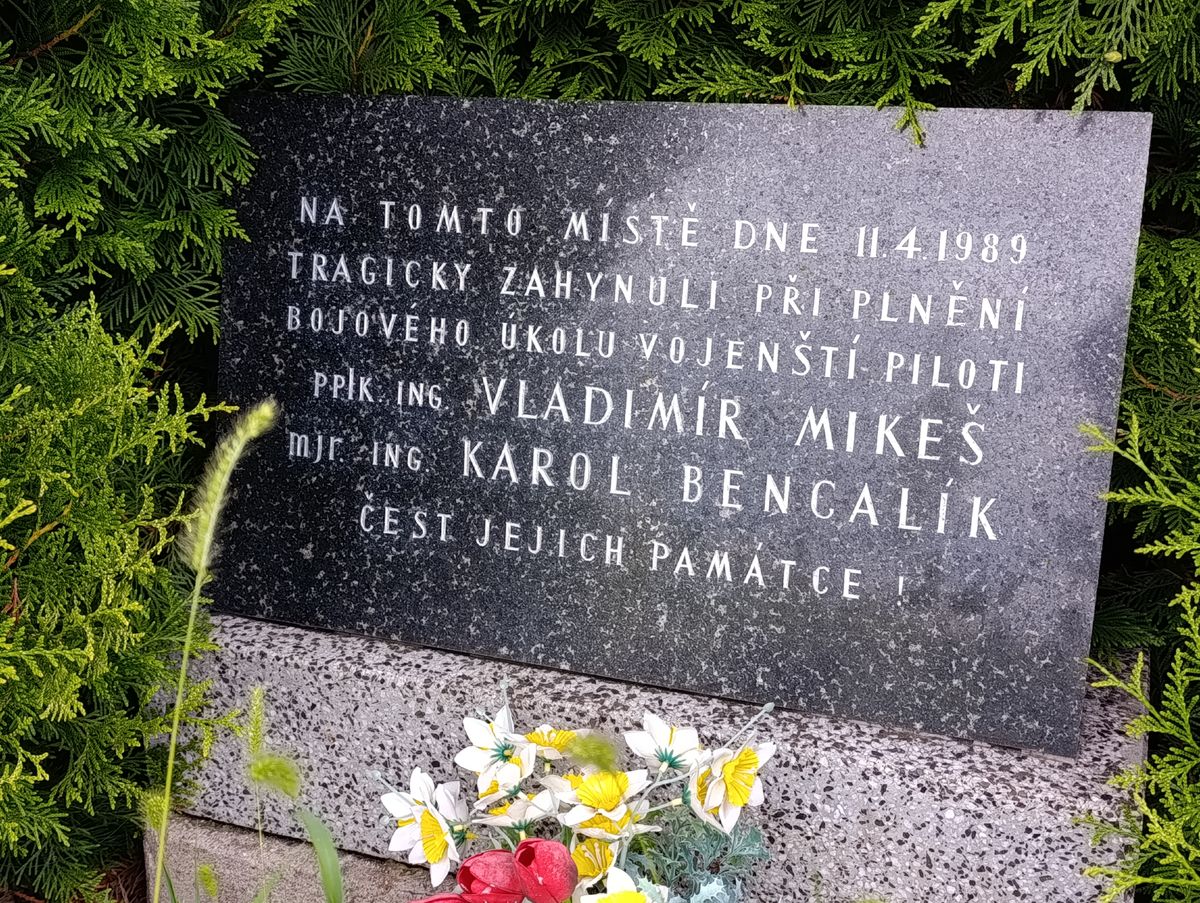 NA TOMTO MÍSTĚ DNE 11.4.1989
TRAGICKY ZAHYNULI PŘI PLNĚNÍ
BOJOVÉHO ÚKOLU VOJENŠTÍ PILOTI
pplk. ING. VLADIMÍR MIKEŠ
mjr. ING. KAROL BENCALÍK
ČEST JEJICH PAMÁTCE !